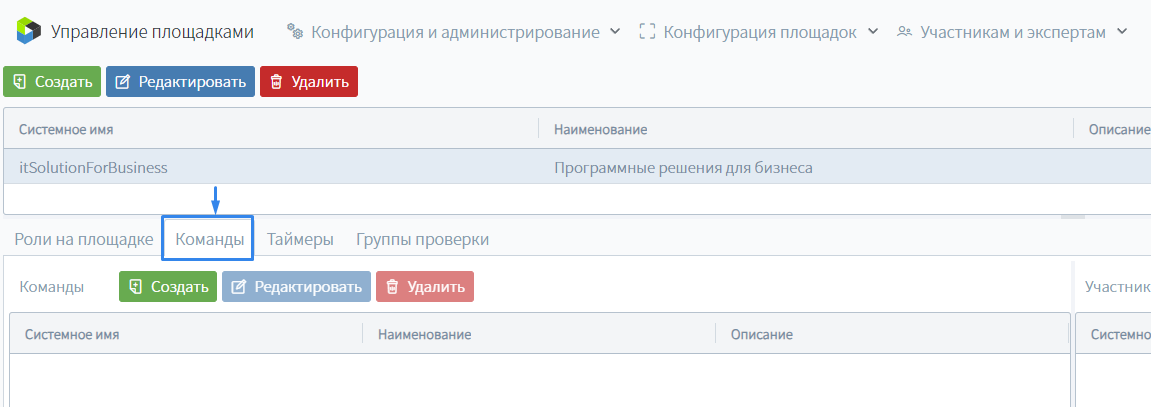 Управление площадками Конфигурация и администрирование Конфигурация площадок Участникам и экспертам
Создать Редактировать Удалить
Системное имя Наименование Описание
itSolutionForBusiness Программные решения для бизнеса
Роли на площадке Команды Таймеры Группы проверки
Команды Создать Редактировать Удалить Участник
Системное имя Наименование Описание Системно